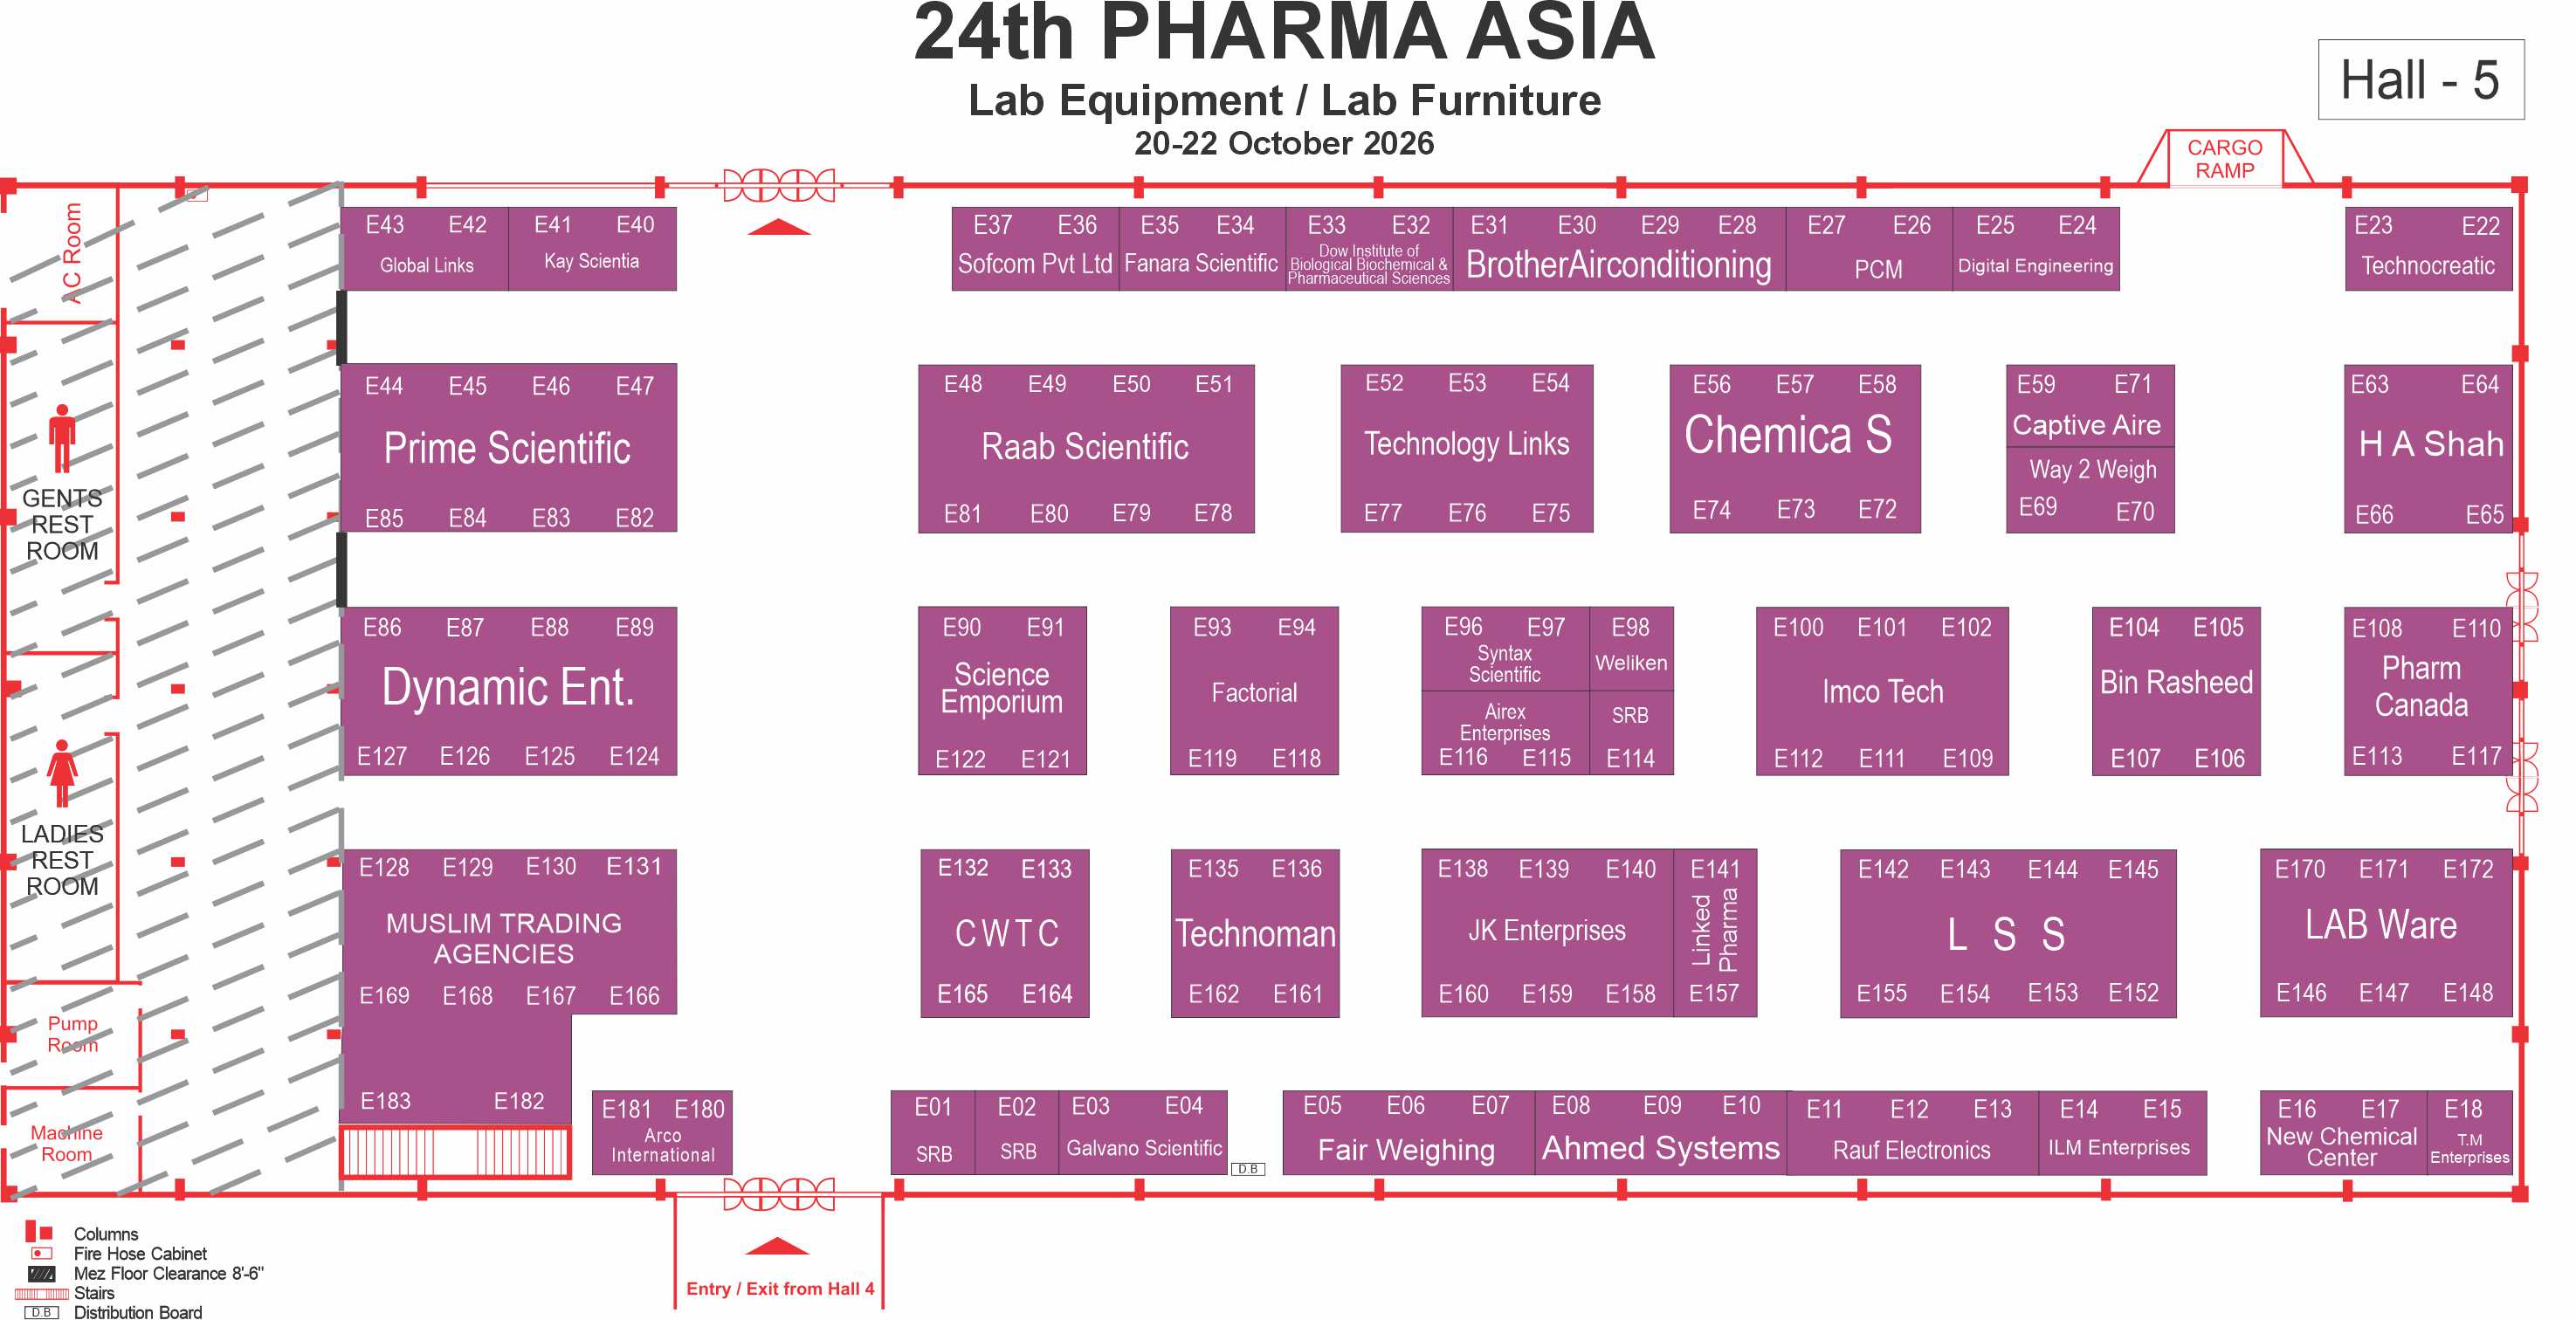 24th PHARMA ASIA
Lab Equipment / Lab Furniture
20-22 October 2026
Hall - 5
CARGO
RAMP
AC Room
E43 E42
Global Links
E41 E40
Kay Scientia
E37 E36
Sofcom Pvt Ltd
E35 E34
Fanara Scientific
E33 E32
Dow Institute of
Biological Biochemical &
Pharmaceutical Sciences
E31 E30 E29 E28
BrotherAirconditioning
E27 E26
PCM
E25 E24
Digital Engineering
E23 E22
Technocreatic
GENTS
REST
ROOM
E44 E45 E46 E47
Prime Scientific
E85 E84 E83 E82
E48 E49 E50 E51
Raab Scientific
E81 E80 E79 E78
E52 E53 E54
Technology Links
E77 E76 E75
E56 E57 E58
Chemica S
E74 E73 E72
E59 E71
Captive Aire
Way 2 Weigh
E69 E70
E63 E64
H A Shah
E66 E65
E86 E87 E88 E89
Dynamic Ent.
E127 E126 E125 E124
E90 E91
Science
Emporium
E122 E121
E93 E94
Factorial
E119 E118
E96 E97
Syntax
Scientific
E98
Weliken
Airex
Enterprises
E116 E115
SRB
E114
E100 E101 E102
Imco Tech
E112 E111 E109
E104 E105
Bin Rasheed
E107 E106
E108 E110
Pharm
Canada
E113 E117
LADIES
REST
ROOM
E128 E129 E130 E131
MUSLIM TRADING
AGENCIES
E169 E168 E167 E166
E183 E182
E132 E133
C W T C
E165 E164
E135 E136
Technoman
E162 E161
E138 E139 E140
JK Enterprises
E160 E159 E158
E141
Linked
Pharma
E157
E142 E143 E144 E145
L S S
E155 E154 E153 E152
E170 E171 E172
LAB Ware
E146 E147 E148
Pump
Room
Machine
Room
E181 E180
Arco
International
E01
SRB
E02
SRB
E03 E04
Galvano Scientific
D.B
E05 E06 E07
Fair Weighing
E08 E09 E10
Ahmed Systems
E11 E12 E13
Rauf Electronics
E14 E15
ILM Enterprises
E16 E17
New Chemical
Center
E18
T.M
Enterprises
Entry / Exit from Hall 4
Columns
Fire Hose Cabinet
Mez Floor Clearance 8'-6"
Stairs
D.B Distribution Board